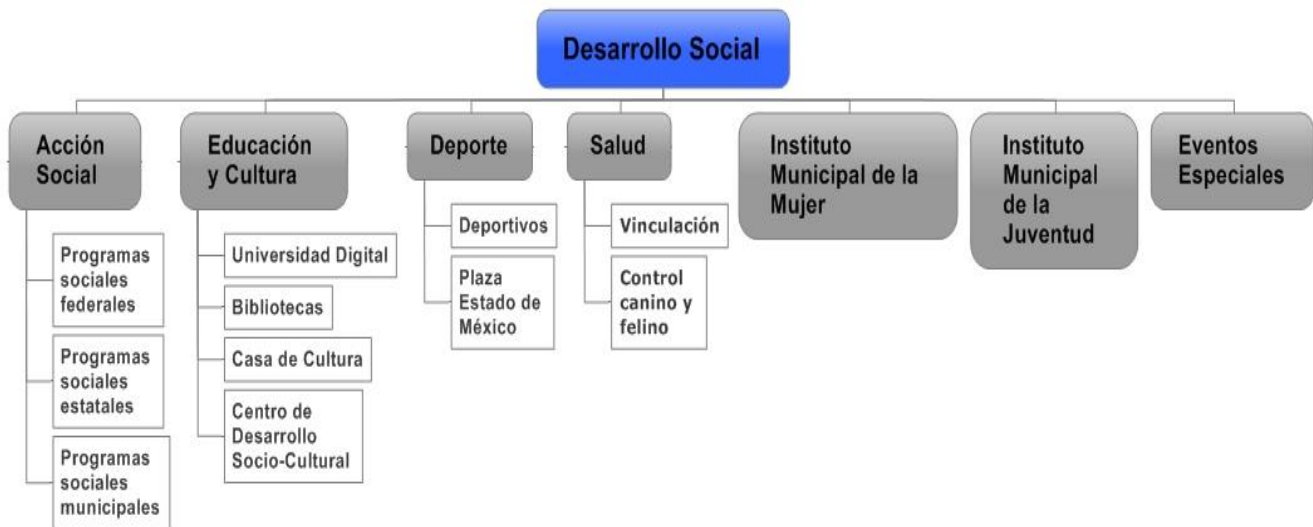 Desarrollo Social
Acción
Social
Programas
sociales
federales
Programas
sociales
estatales
Programas
sociales
municipales
Educación
y Cultura
Universidad Digital
Bibliotecas
Casa de Cultura
Centro de
Desarrollo
Socio-Cultural
Deporte
Deportivos
Plaza
Estado de
México
Salud
Vinculación
Control
canino y
felino
Instituto
Municipal de la
Mujer
Instituto
Municipal
de la
Juventud
Eventos
Especiales